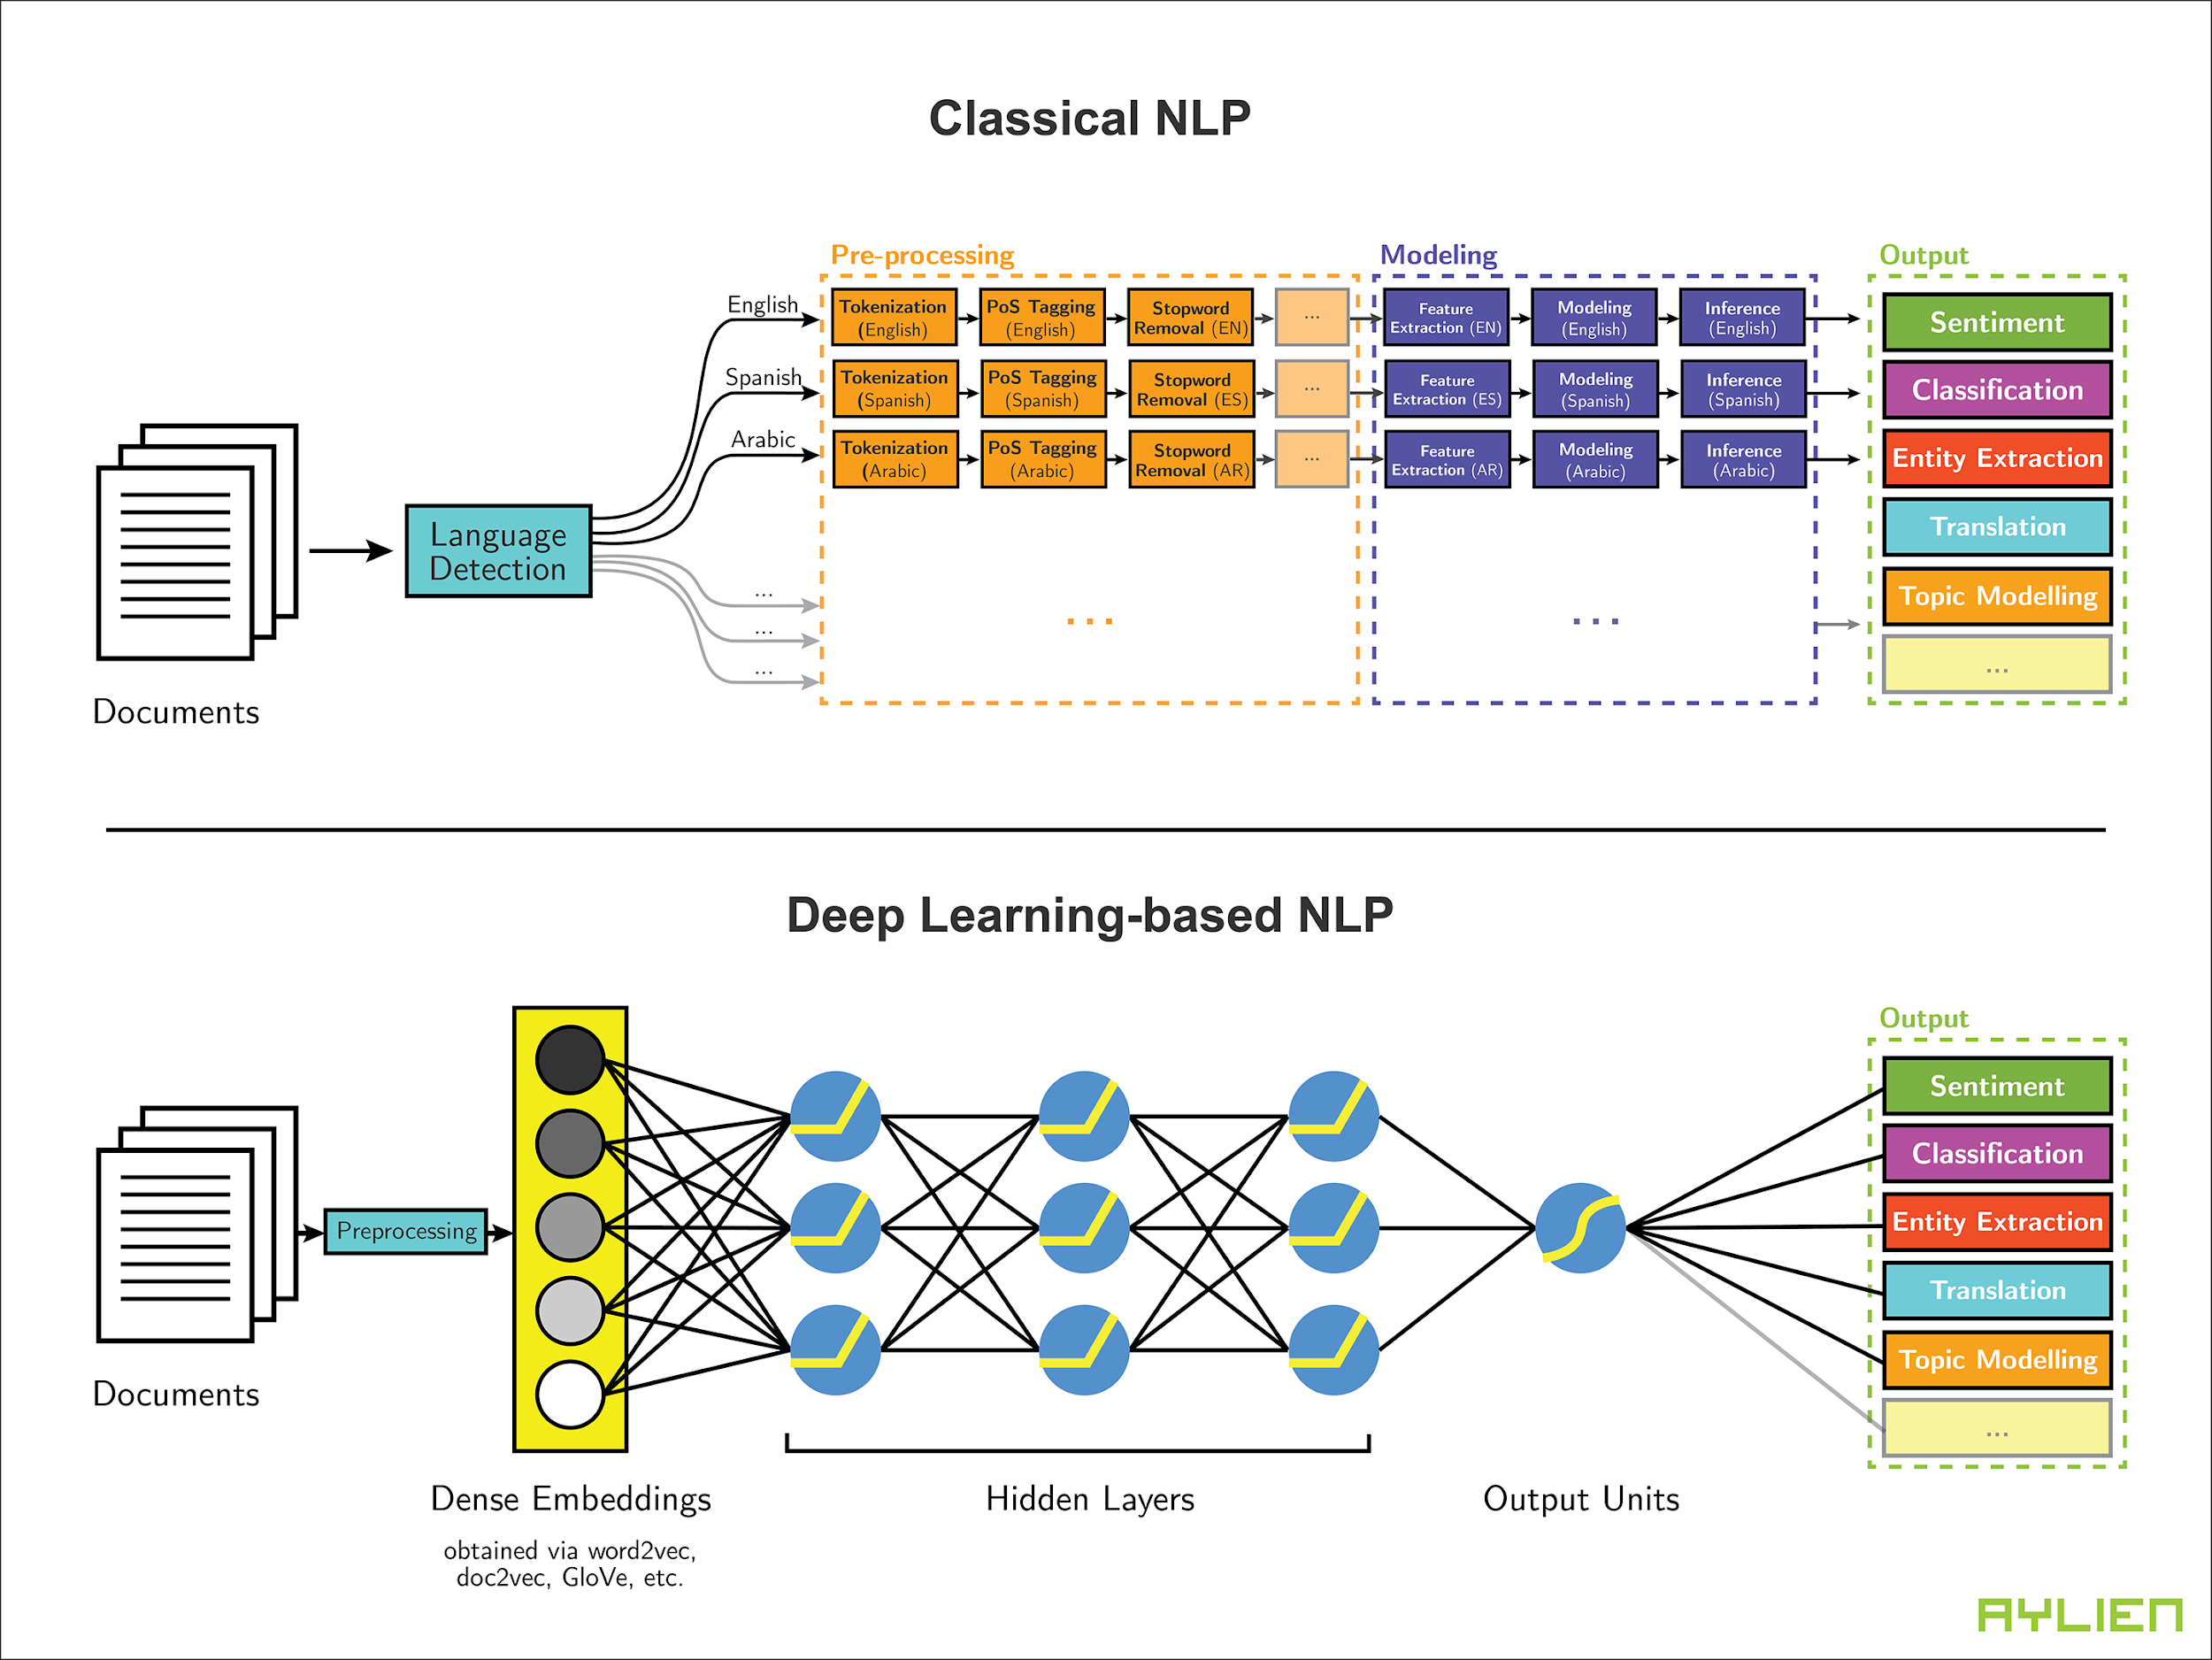 Classical NLP
Pre-processing
Modeling
Output
English
Tokenization
(English)
PoS Tagging
(English)
Stopword
Removal (EN)
...
Feature
Extraction (EN)
Modeling
(English)
Inference
(English)
Sentiment
Spanish
Tokenization
(Spanish)
PoS Tagging
(Spanish)
Stopword
Removal (ES)
...
Feature
Extraction (ES)
Modeling
(Spanish)
Inference
(Spanish)
Classification
Arabic
Tokenization
(Arabic)
PoS Tagging
(Arabic)
Stopword
Removal (AR)
...
Feature
Extraction (AR)
Modeling
(Arabic)
Inference
(Arabic)
Entity Extraction
Language
Detection
Translation
...
...
...
...
...
Topic Modelling
...
Documents
Deep Learning-based NLP
Output
Sentiment
Classification
Entity Extraction
Preprocessing
Translation
Topic Modelling
...
Documents
Dense Embeddings
obtained via word2vec,
doc2vec, GloVe, etc.
Hidden Layers
Output Units
AYLIEN